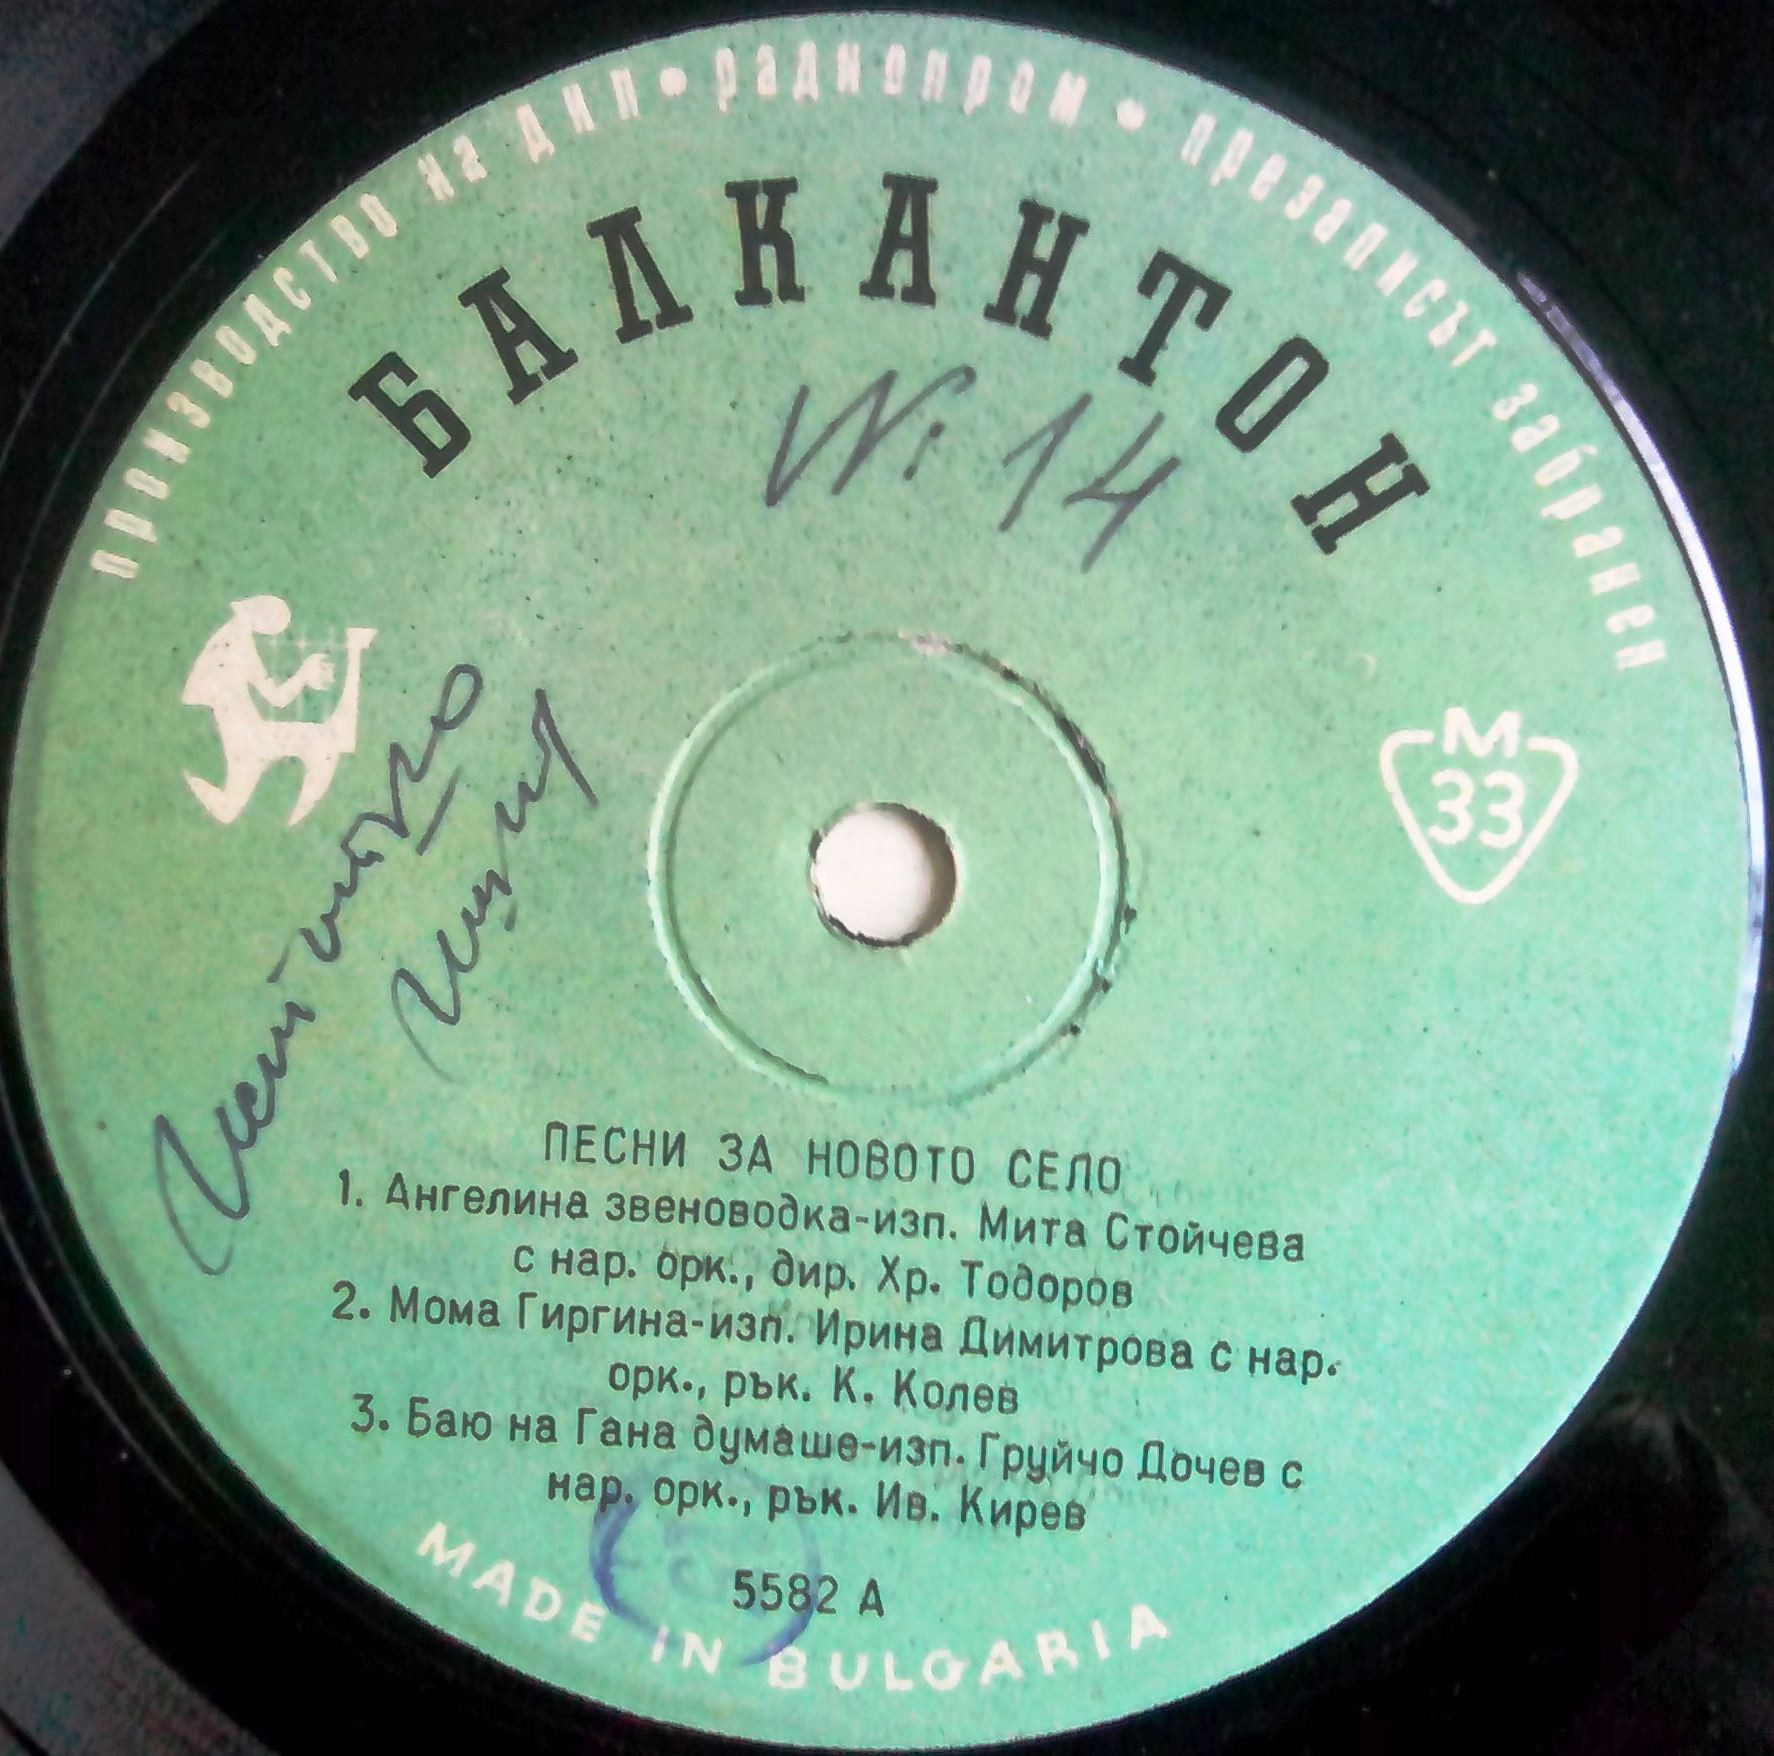 производство на дип • радиопром • презаписът забранен
БАЛКАНТОН
№ 14
М
33
ПЕСНИ ЗА НОВОТО СЕЛО
1. Ангелина звеноводка-изп. Мита Стойчева
с нар. орк., дир. Хр. Тодоров
2. Мома Гиргина-изп. Ирина Димитрова с нар.
орк., рък. К. Колев
3. Баю на Гана думаше-изп. Груйчо Дочев с
нар. орк., рък. Ив. Кирев
5582 А
MADE IN BULGARIA